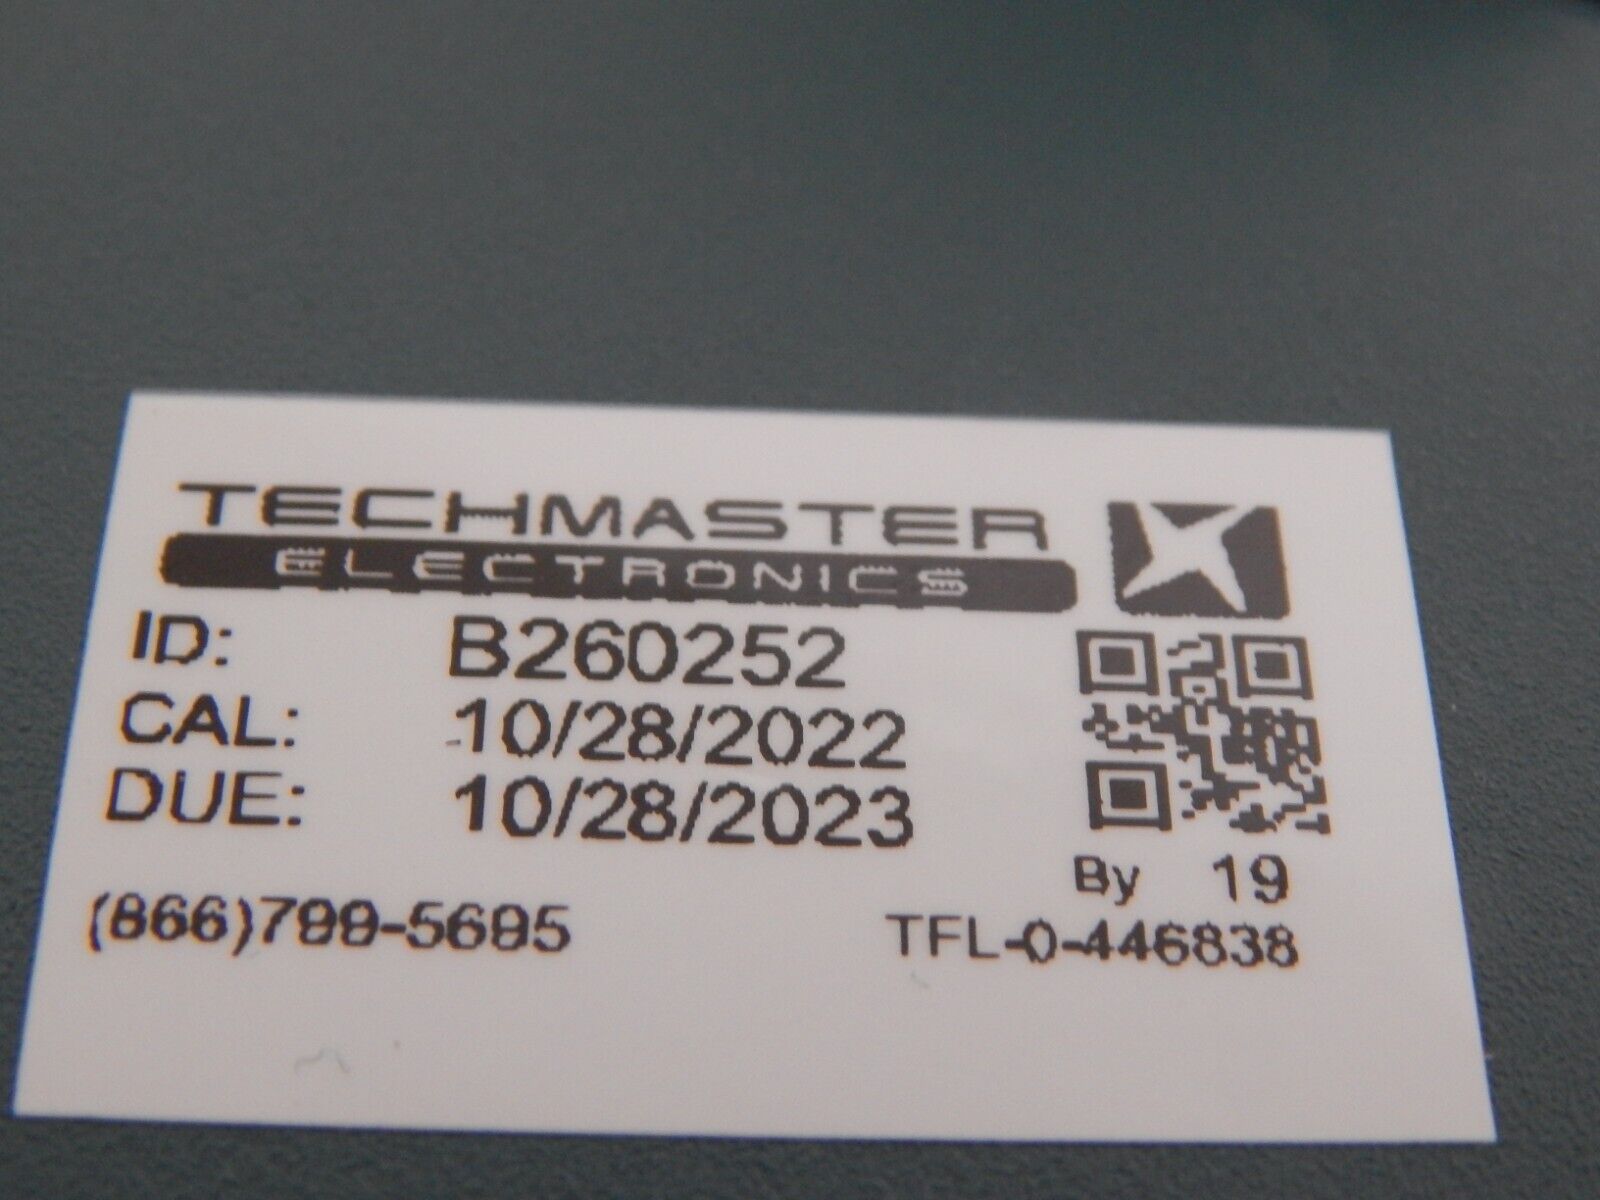 TECHMASTER
ELECTRONICS
ID: B260252
CAL: 10/28/2022
DUE: 10/28/2023
By 19
(866)799-5695 TFL-0-446838